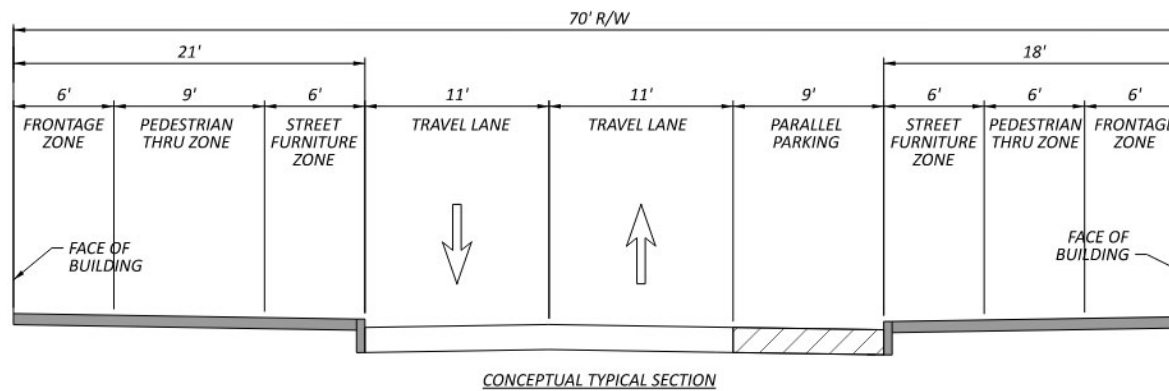 70' R/W
21'
18'
6'
9'
6'
11'
11'
9'
6'
6'
6'
FRONTAGE
ZONE
PEDESTRIAN
THRU ZONE
STREET
FURNITURE
ZONE
TRAVEL LANE
TRAVEL LANE
PARALLEL
PARKING
STREET
FURNITURE
ZONE
PEDESTRIAN
THRU ZONE
FRONTAGE
ZONE
FACE OF
BUILDING
FACE OF
BUILDING
CONCEPTUAL TYPICAL SECTION